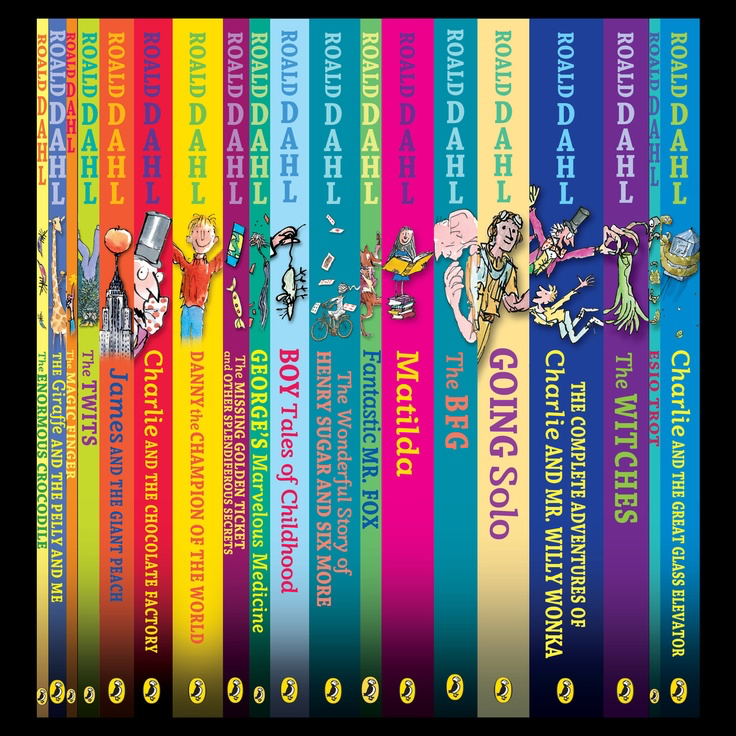 ROALD DAHL
The ENORMOUS CROCODILE
ROALD DAHL
THE Giraffe AND THE PELLY AND ME
ROALD DAHL
The MAGIC FINGER
ROALD DAHL
The TWITS
ROALD DAHL
James AND THE GIANT PEACH
ROALD DAHL
Charlie AND THE CHOCOLATE FACTORY
ROALD DAHL
DANNY the CHAMPION OF THE WORLD
ROALD DAHL
The MISSING GOLDEN TICKET
and OTHER SPLENDIFEROUS SECRETS
ROALD DAHL
GEORGE'S Marvelous Medicine
ROALD DAHL
BOY Tales of Childhood
ROALD DAHL
The Wonderful Story of
HENRY SUGAR AND SIX MORE
ROALD DAHL
Fantastic MR. FOX
ROALD DAHL
Matilda
ROALD DAHL
The BFG
ROALD DAHL
GOING Solo
ROALD DAHL
THE COMPLETE ADVENTURES OF
Charlie AND MR. WILLY WONKA
ROALD DAHL
The WITCHES
ROALD DAHL
ESIO TROT
ROALD DAHL
Charlie AND THE GREAT GLASS ELEVATOR